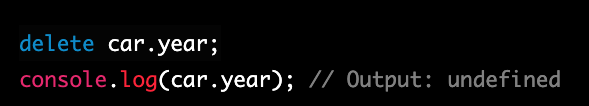 delete car.year;
console.log(car.year); // Output: undefined